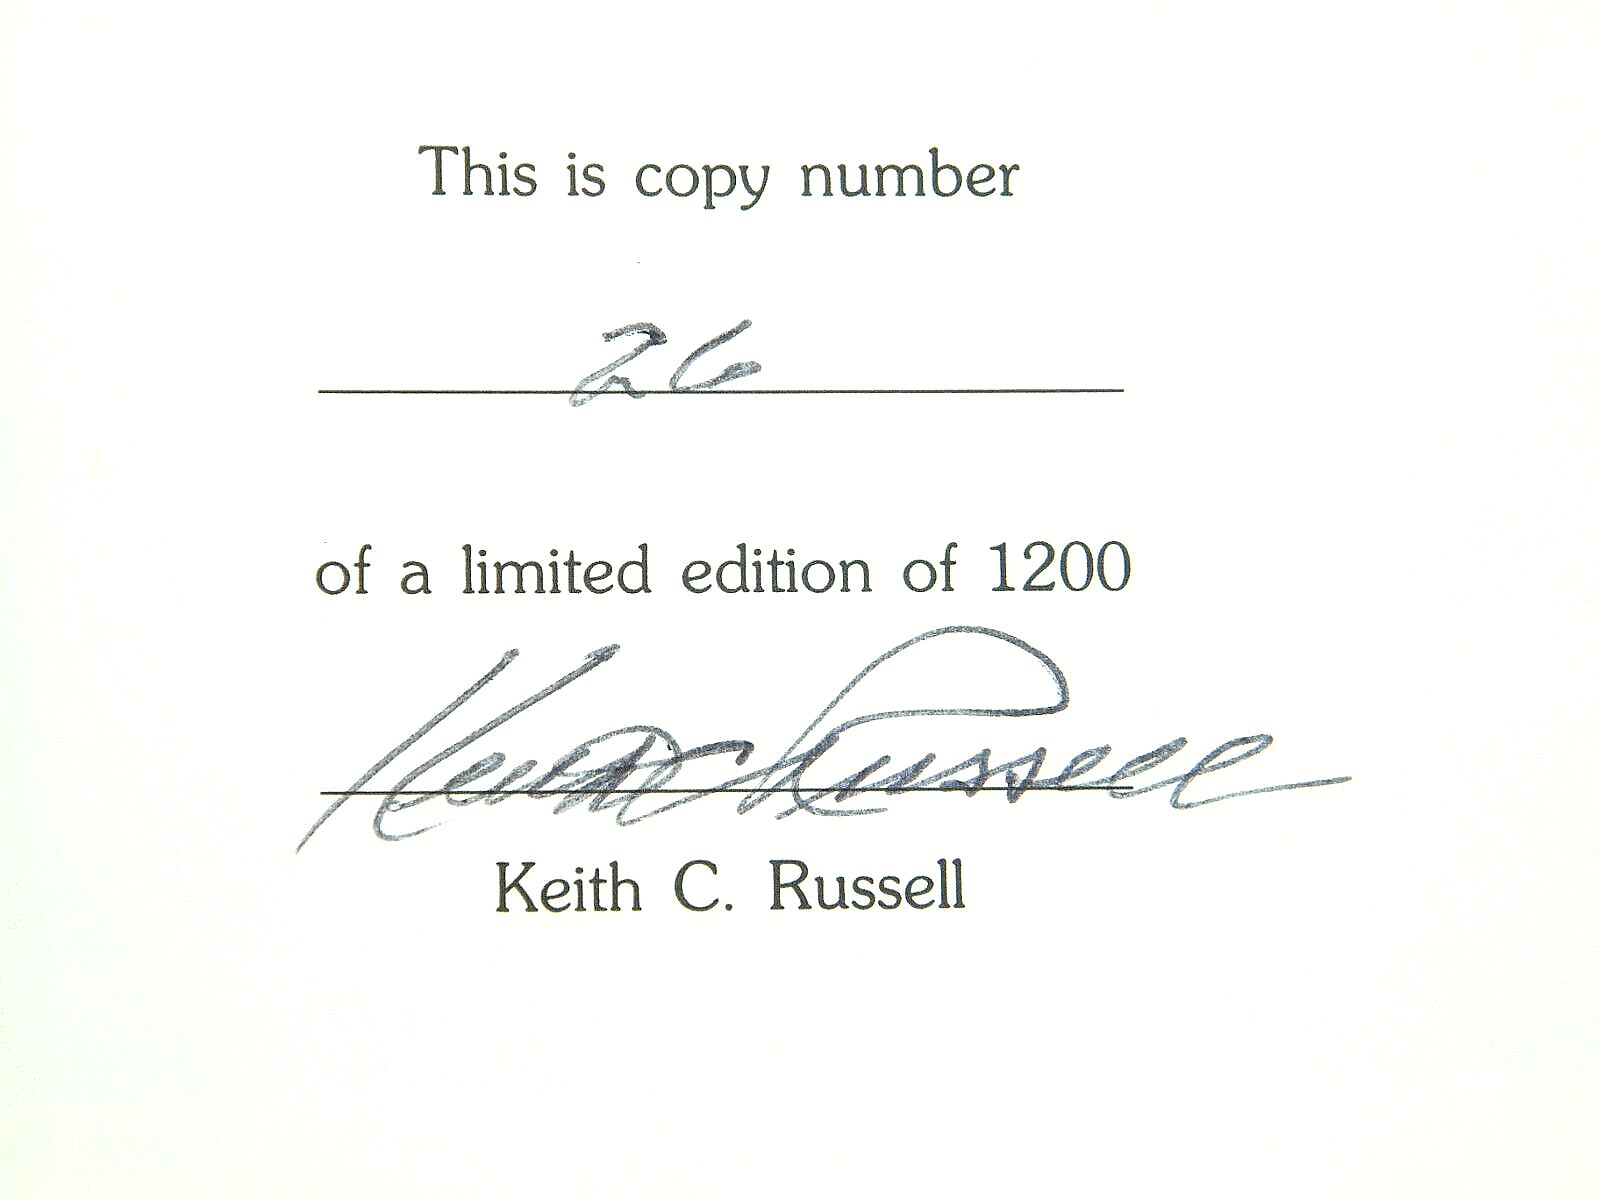 This is copy number
26
of a limited edition of 1200
Keith C Russell
Keith C. Russell